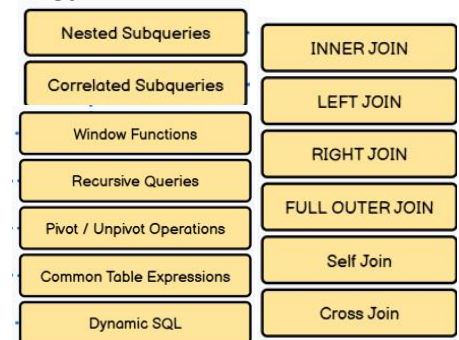 Nested Subqueries
Correlated Subqueries
Window Functions
Recursive Queries
Pivot / Unpivot Operations
Common Table Expressions
Dynamic SQL
INNER JOIN
LEFT JOIN
RIGHT JOIN
FULL OUTER JOIN
Self Join
Cross Join